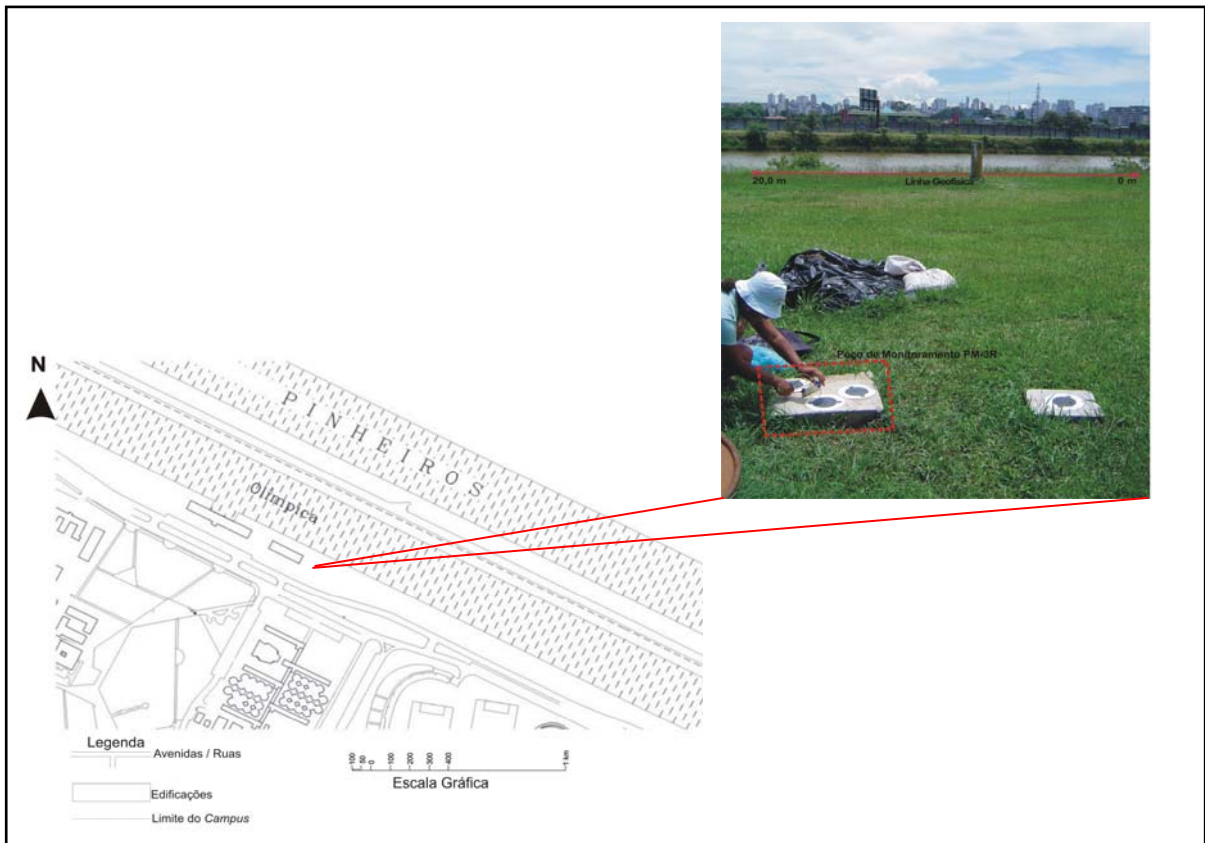 20,0 m
Linha Geofísica
0 m
Poço de Monitoramento PM-3R
N
PINHEIROS
Olímpica
Legenda
Avenidas / Ruas
Edificações
Limite do Campus
100
50
0
100
200
300
400
1 km
Escala Gráfica